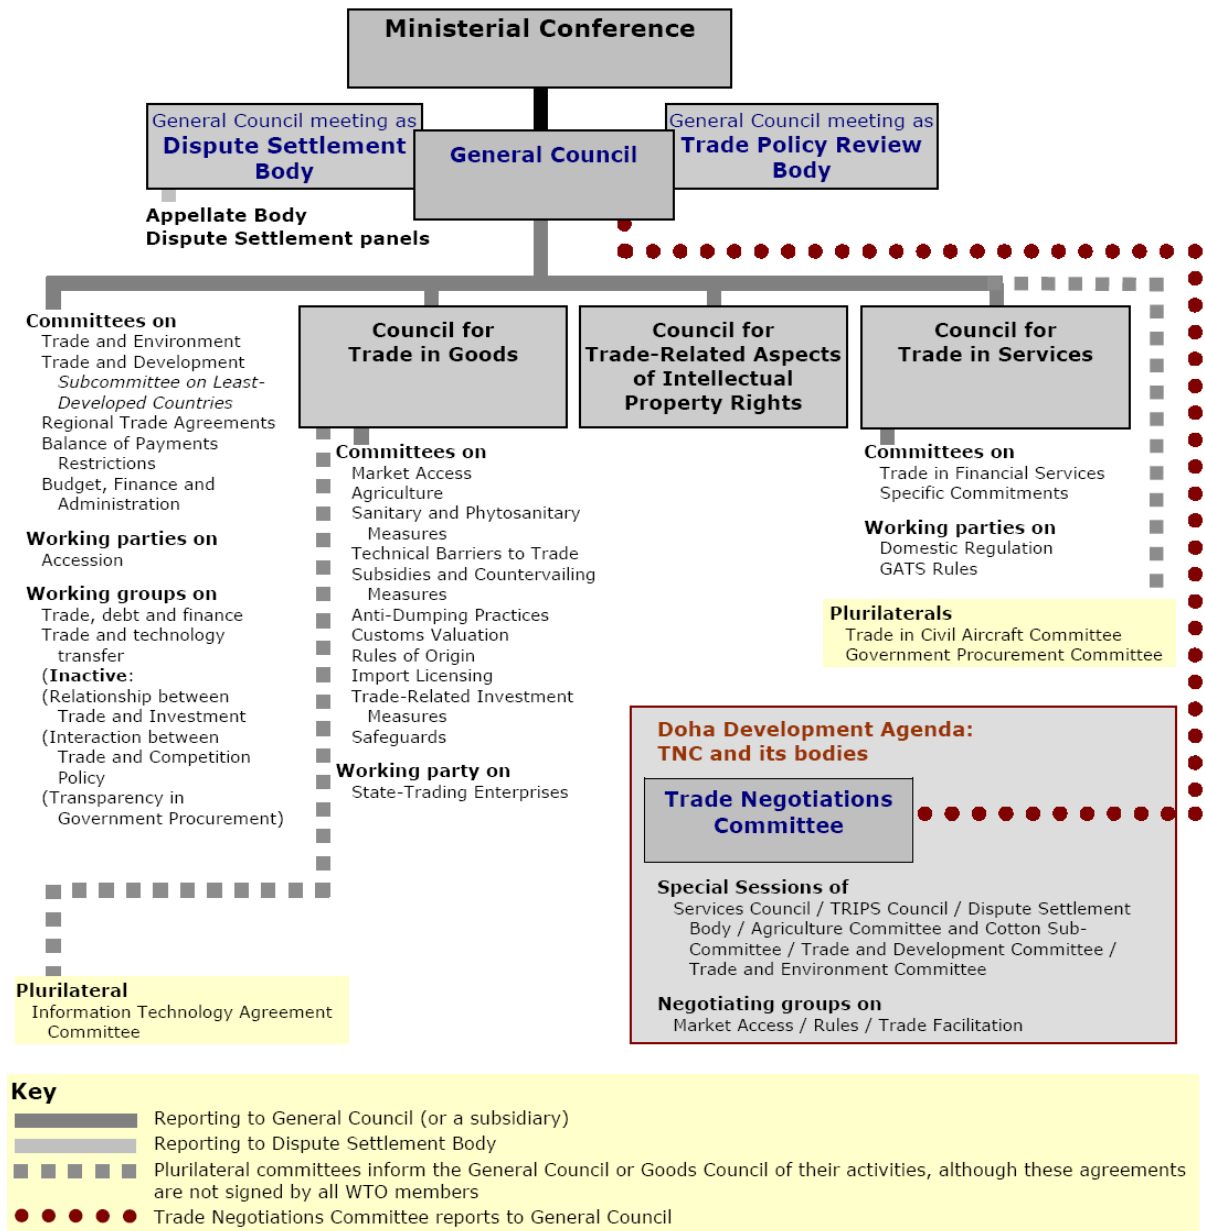 Ministerial Conference
General Council meeting as
Dispute Settlement
Body
General Council
General Council meeting as
Trade Policy Review
Body
Appellate Body
Dispute Settlement panels
Committees on
Trade and Environment
Trade and Development
Subcommittee on Least-
Developed Countries
Regional Trade Agreements
Balance of Payments
Restrictions
Budget, Finance and
Administration
Working parties on
Accession
Working groups on
Trade, debt and finance
Trade and technology
transfer
(Inactive:
(Relationship between
Trade and Investment
(Interaction between
Trade and Competition
Policy
(Transparency in
Government Procurement)
Council for
Trade in Goods
Committees on
Market Access
Agriculture
Sanitary and Phytosanitary
Measures
Technical Barriers to Trade
Subsidies and Countervailing
Measures
Anti-Dumping Practices
Customs Valuation
Rules of Origin
Import Licensing
Trade-Related Investment
Measures
Safeguards
Working party on
State-Trading Enterprises
Council for
Trade-Related Aspects
of Intellectual
Property Rights
Council for
Trade in Services
Committees on
Trade in Financial Services
Specific Commitments
Working parties on
Domestic Regulation
GATS Rules
Plurilaterals
Trade in Civil Aircraft Committee
Government Procurement Committee
Doha Development Agenda:
TNC and its bodies
Trade Negotiations
Committee
Special Sessions of
Services Council / TRIPS Council / Dispute Settlement
Body / Agriculture Committee and Cotton Sub-
Committee / Trade and Development Committee /
Trade and Environment Committee
Negotiating groups on
Market Access / Rules / Trade Facilitation
Plurilateral
Information Technology Agreement
Committee
Key
Reporting to General Council (or a subsidiary)
Reporting to Dispute Settlement Body
Plurilateral committees inform the General Council or Goods Council of their activities, although these agreements
are not signed by all WTO members
Trade Negotiations Committee reports to General Council